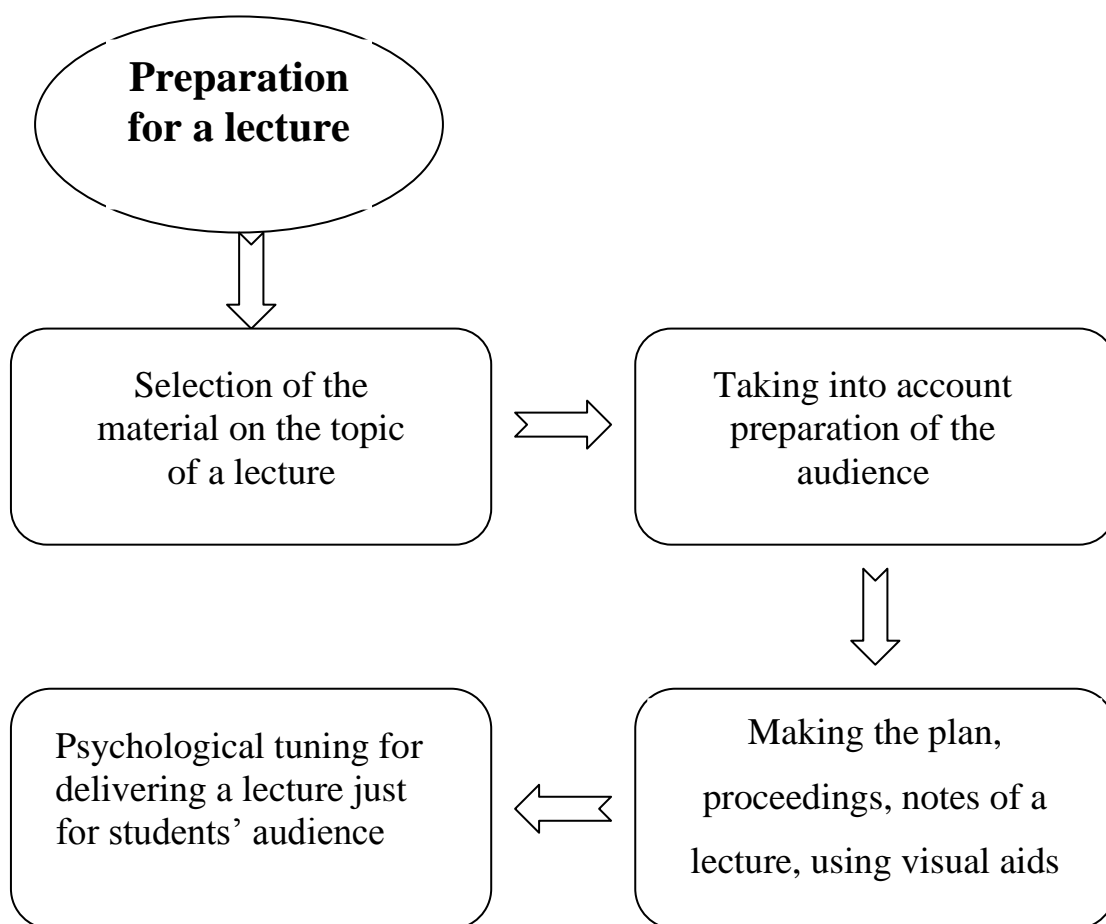 Preparation
for a lecture
Selection of the
material on the topic
of a lecture
Taking into account
preparation of the
audience
Making the plan,
proceedings, notes of a
lecture, using visual aids
Psychological tuning for
delivering a lecture just
for students’ audience